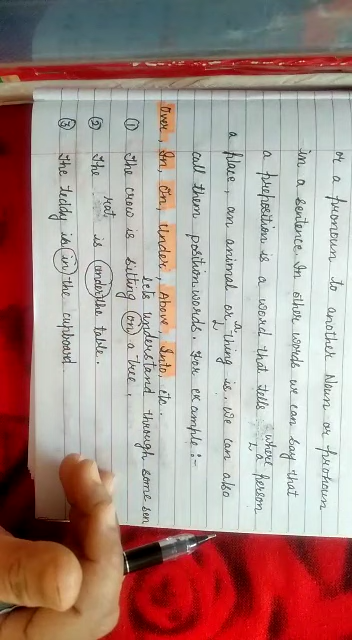 or a pronoun to another Noun or pronoun
in a sentence. In other words we can say that
a preposition is a word that tells where a person
a place, an animal or a thing is. We can also
call them position words. For example:-
Over, In, On, Under, Above, Into, etc.
lets understand through some sen
① The crow is sitting on a tree.
② The rat is under the table.
③ The teddy is in the cupboard